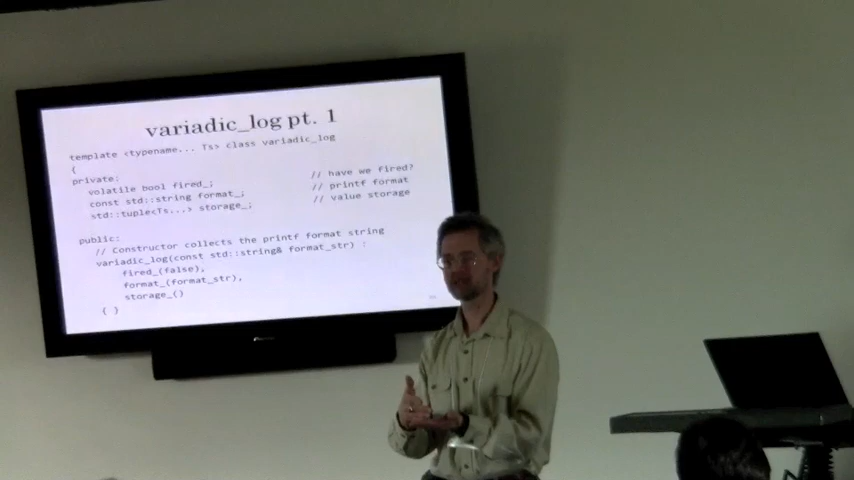 variadic_log pt. 1
template <typename... Ts> class variadic_log
{
private:
volatile bool fired_; // have we fired?
const std::string format_; // printf format
std::tuple<Ts...> storage_; // value storage
public:
// Constructor collects the printf format string
variadic_log(const std::string& format_str) :
fired_(false),
format_(format_str),
storage_()
{ }